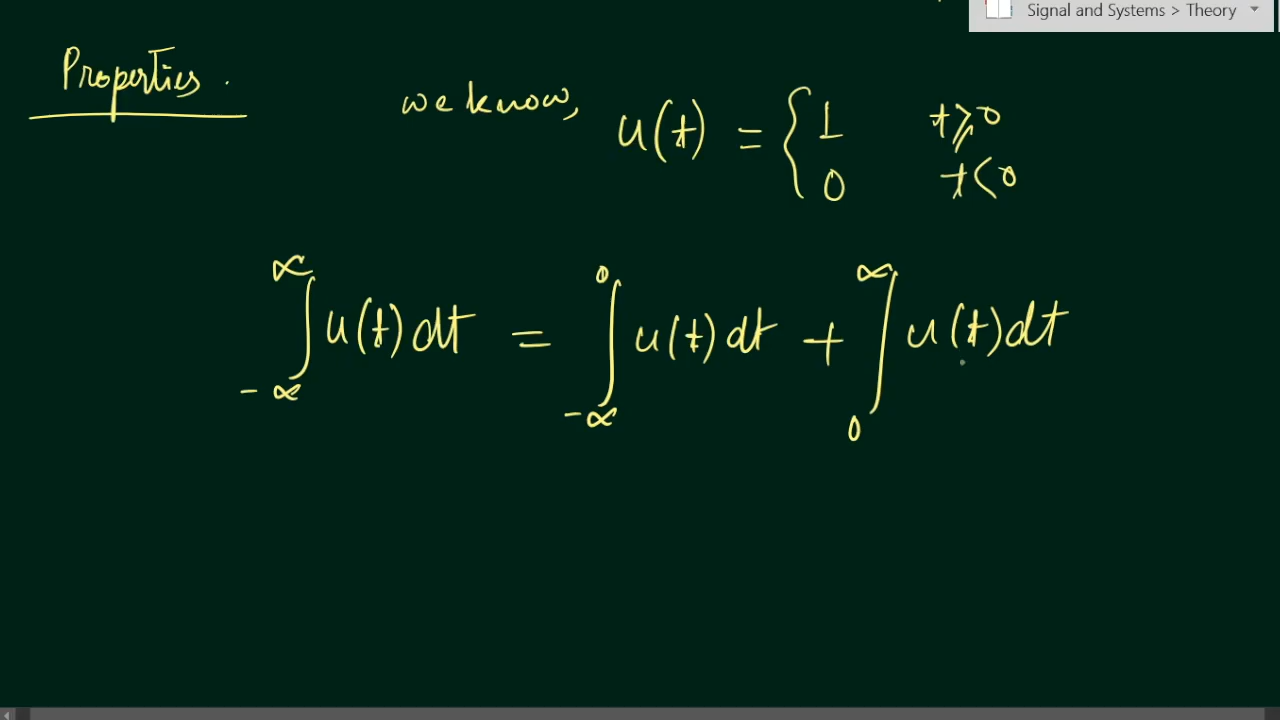 Signal and Systems > Theory
Properties.
we know, u(t) = { 1 t ≥ 0
0 t < 0
∫_{-∞}^{∞} u(t) dt = ∫_{-∞}^{0} u(t) dt + ∫_{0}^{∞} u(t) dt